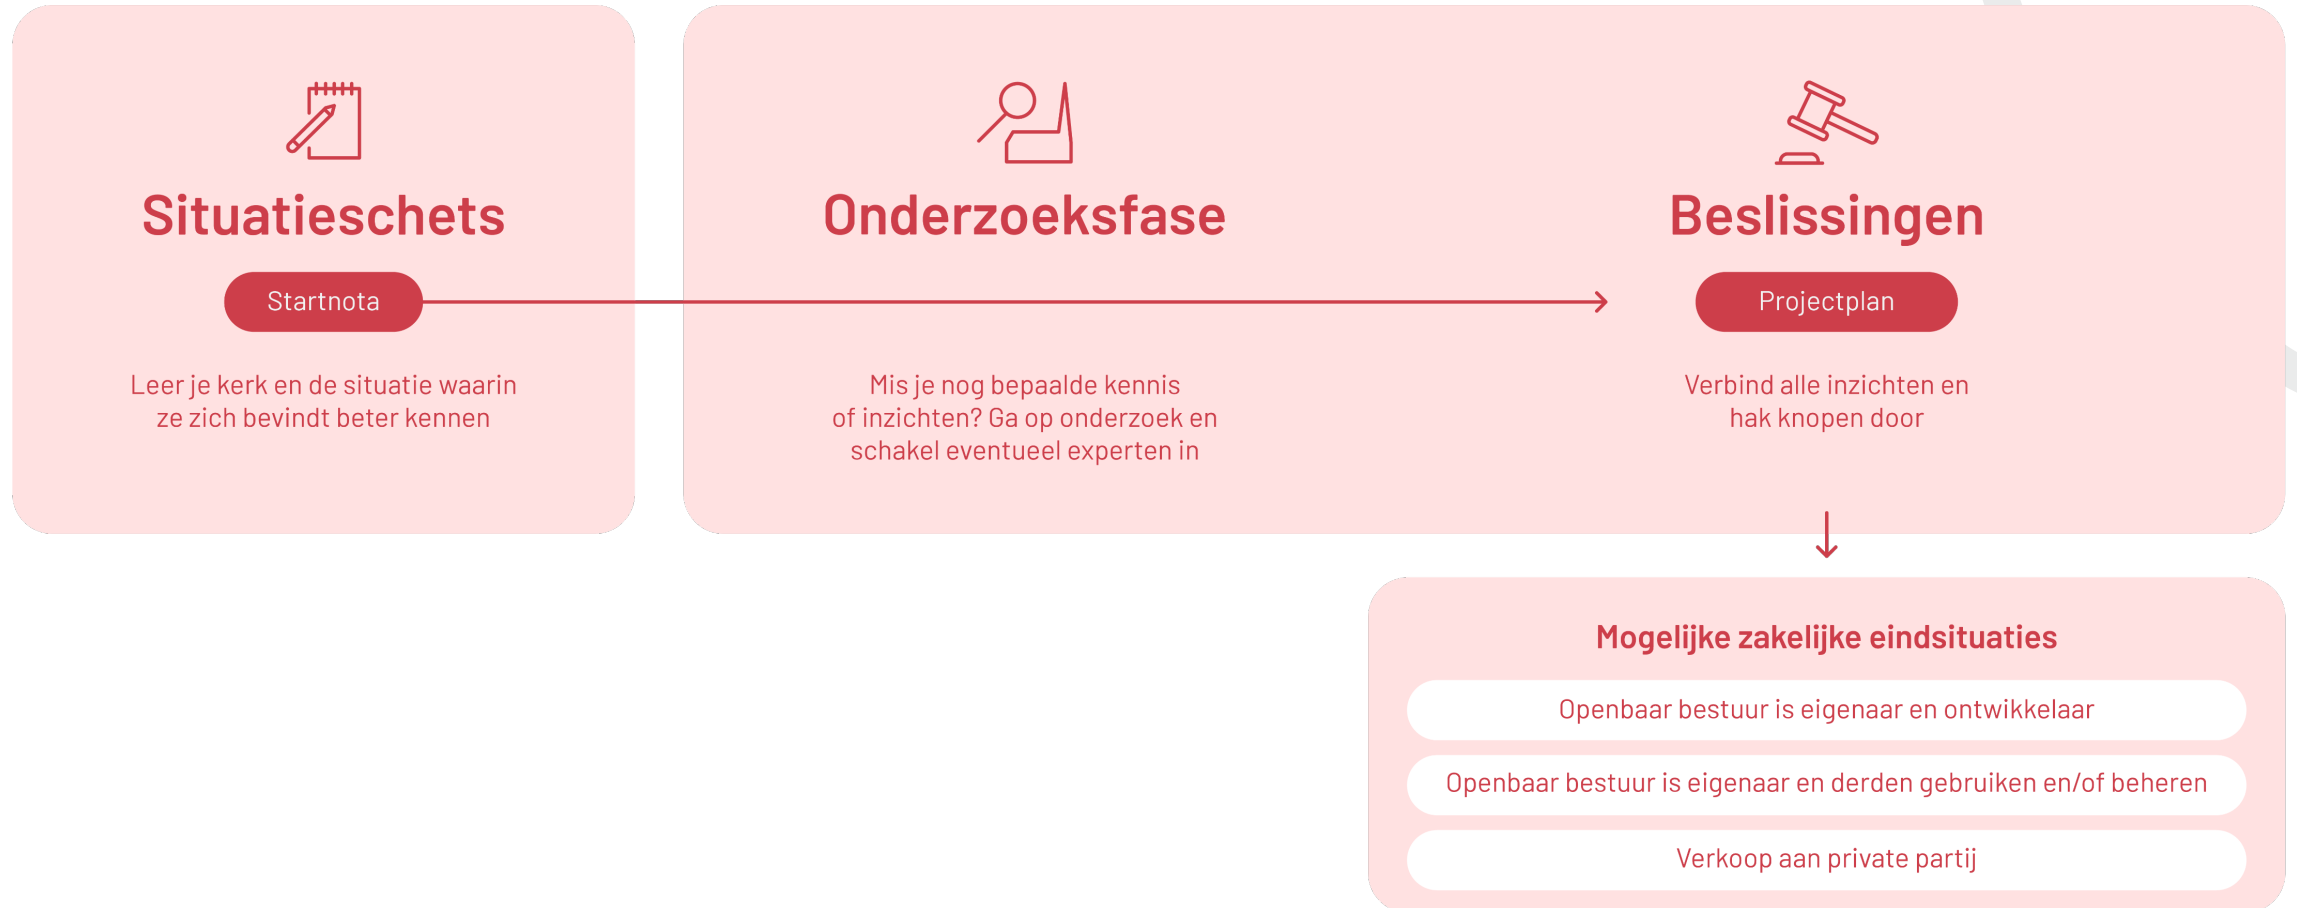 Situatieschets
Startnota
Leer je kerk en de situatie waarin
ze zich bevindt beter kennen
Onderzoeksfase
Mis je nog bepaalde kennis
of inzichten? Ga op onderzoek en
schakel eventueel experten in
Beslissingen
Projectplan
Verbind alle inzichten en
hak knopen door
Mogelijke zakelijke eindsituaties
Openbaar bestuur is eigenaar en ontwikkelaar
Openbaar bestuur is eigenaar en derden gebruiken en/of beheren
Verkoop aan private partij